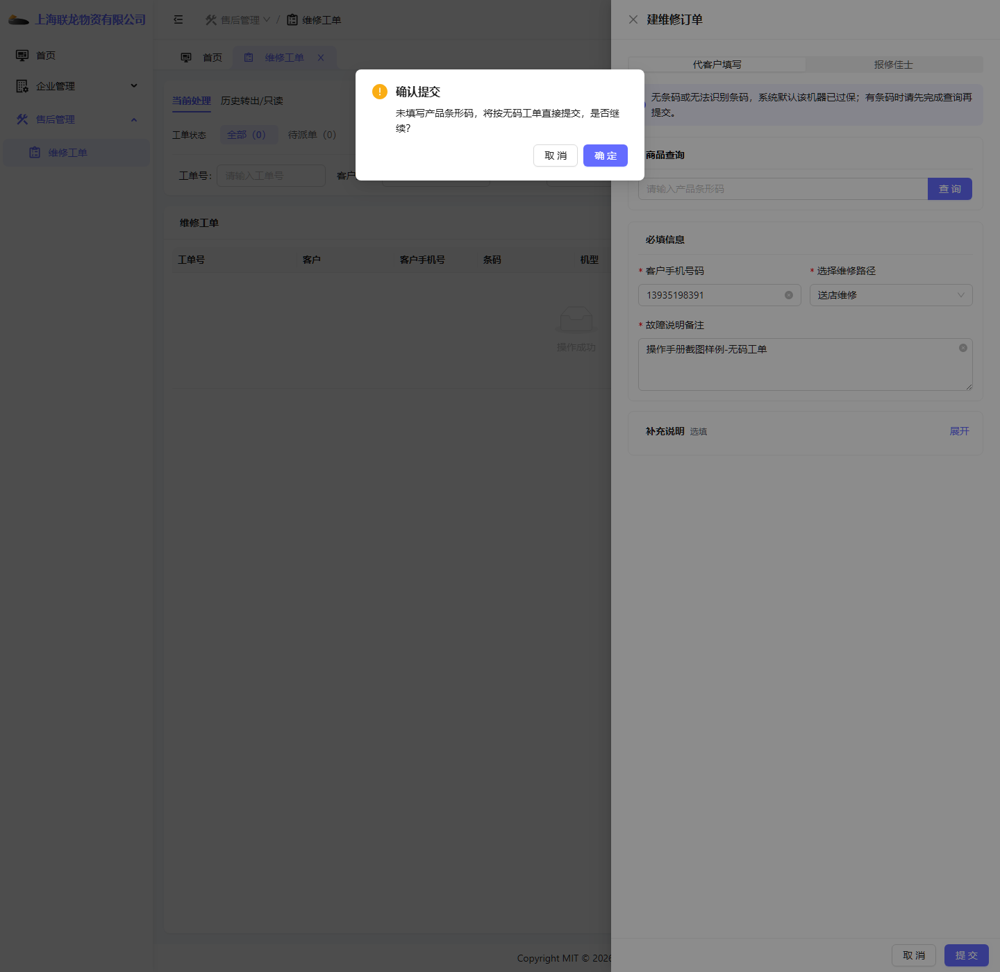 上海联龙物资有限公司
首页
企业管理
售后管理
维修工单
售后管理 / 维修工单
首页
维修工单
当前处理
历史转出/只读
工单状态
全部（0）
待派单（0）
工单号：
请输入工单号
客户
维修工单
工单号
客户
客户手机号
条码
机型
操作成功
Copyright MIT © 2026
确认提交
未填写产品条形码，将按无码工单直接提交，是否继
续？
取 消
确 定
建维修订单
代客户填写
报修佳士
无条码或无法识别条码，系统默认该机器已过保；有条码时请先完成查询再
提交。
商品查询
请输入产品条形码
查 询
必填信息
* 客户手机号码
* 选择维修路径
13935198391
送店维修
* 故障说明备注
操作手册截图样例-无码工单
补充说明 选填
展开
取 消
提 交